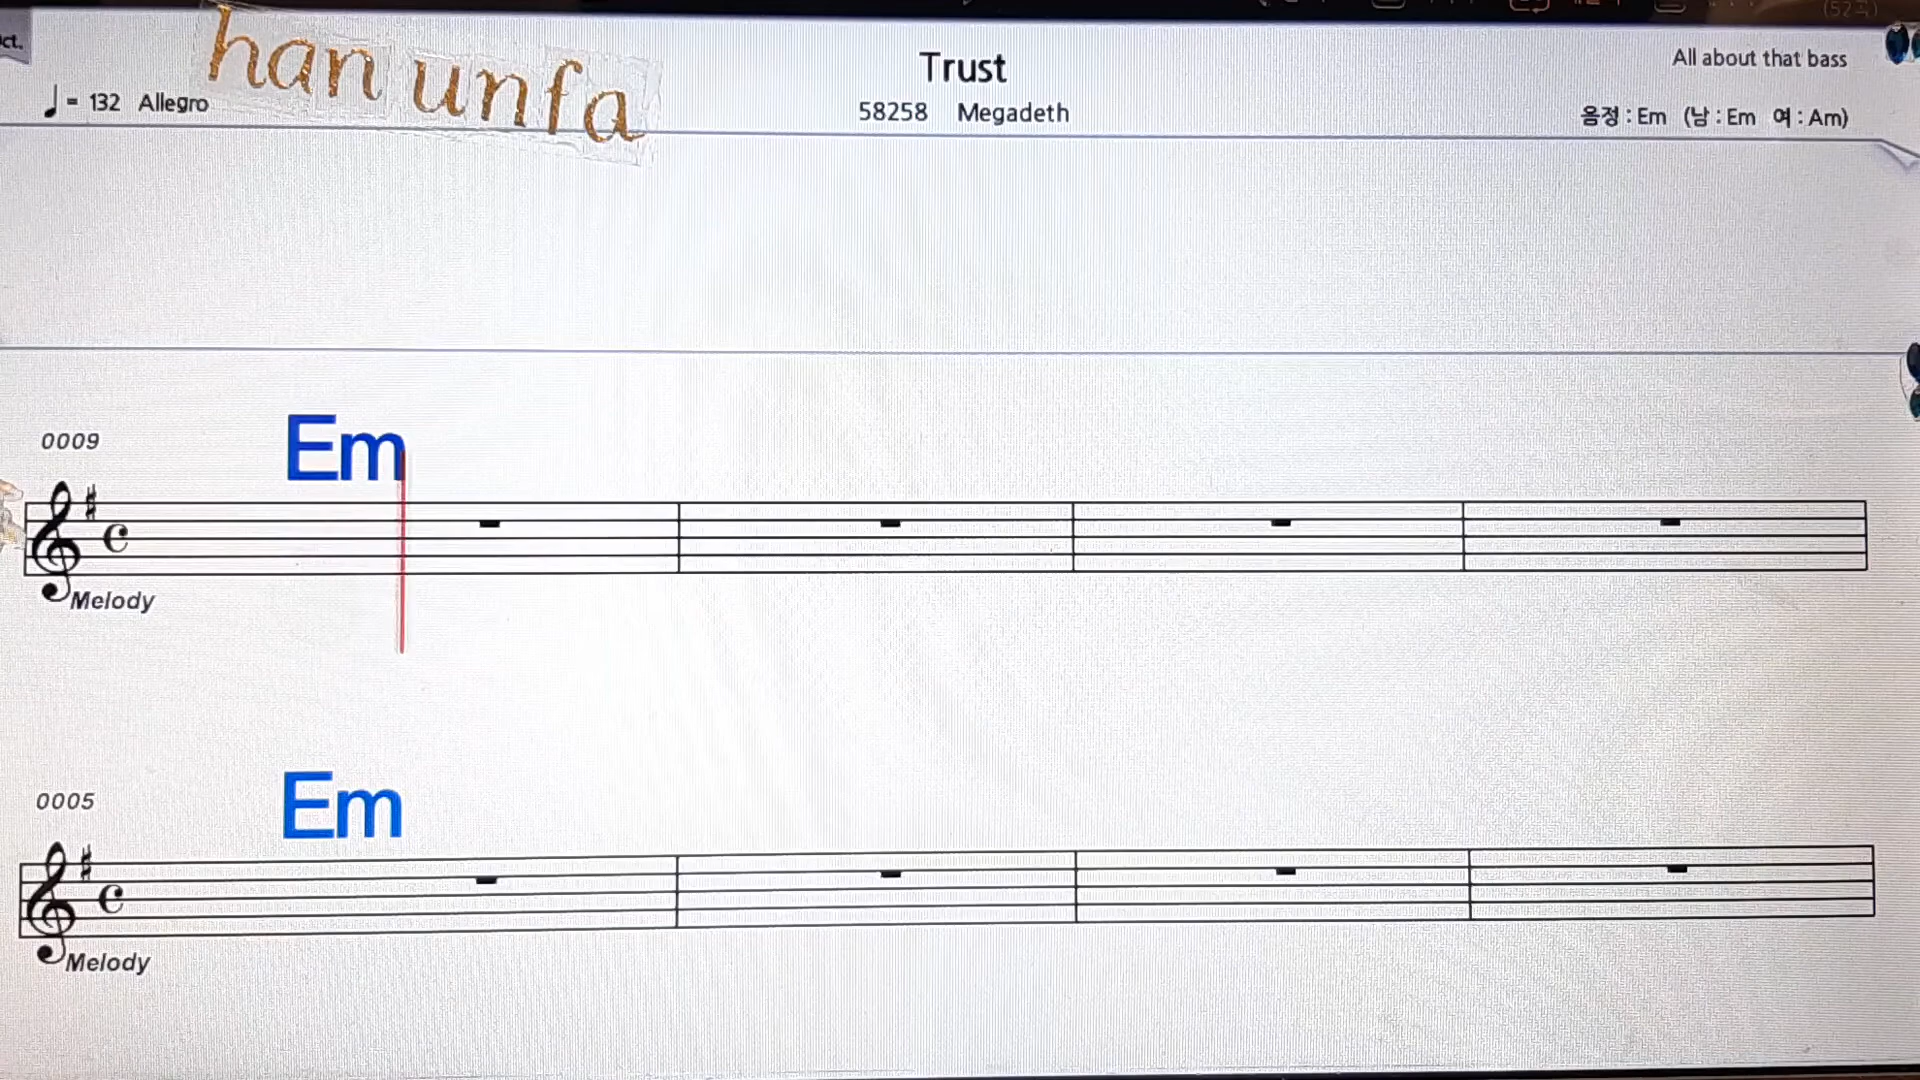 ct.
han unfa
Trust
All about that bass
= 132 Allegro
58258 Megadeth
음정 : Em (남 : Em 여 : Am)
0009
Em
Melody
0005
Em
Melody